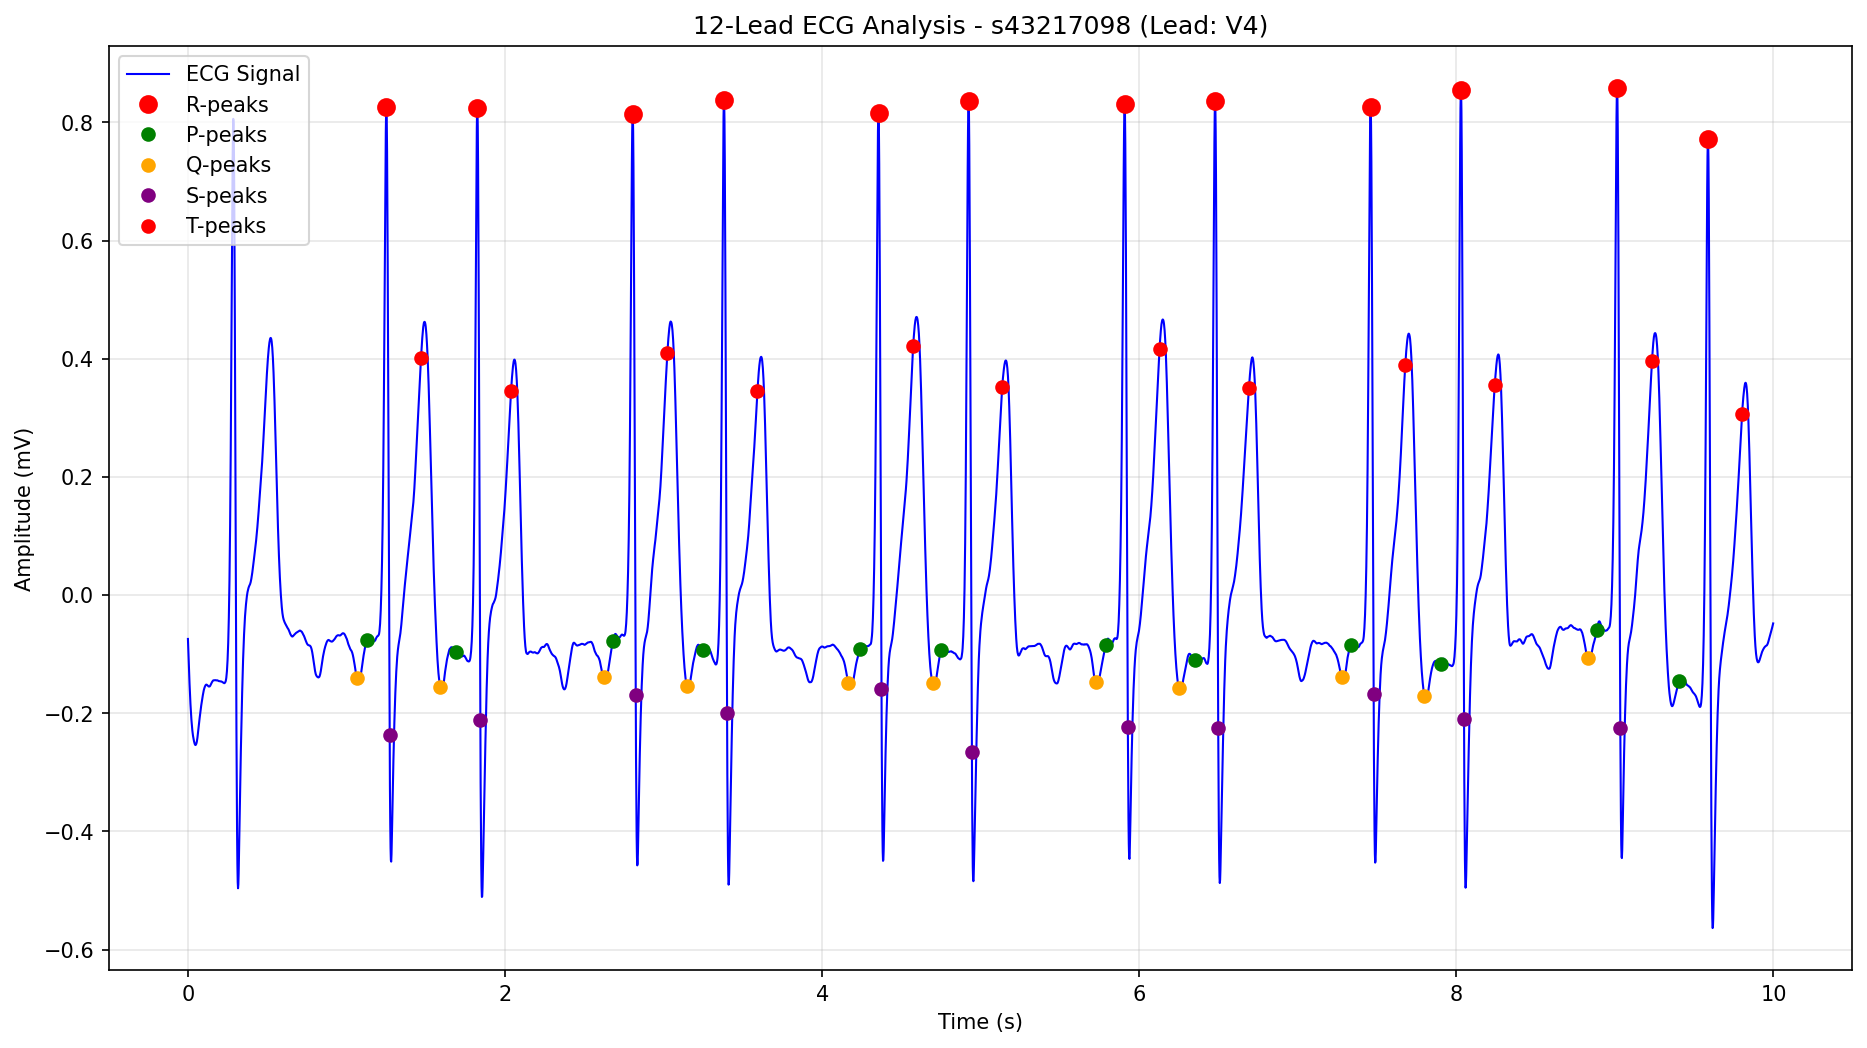 12-Lead ECG Analysis - s43217098 (Lead: V4)
ECG Signal
R-peaks
P-peaks
Q-peaks
S-peaks
T-peaks
Amplitude (mV)
0.8
0.6
0.4
0.2
0.0
−0.2
−0.4
−0.6
0 2 4 6 8 10
Time (s)